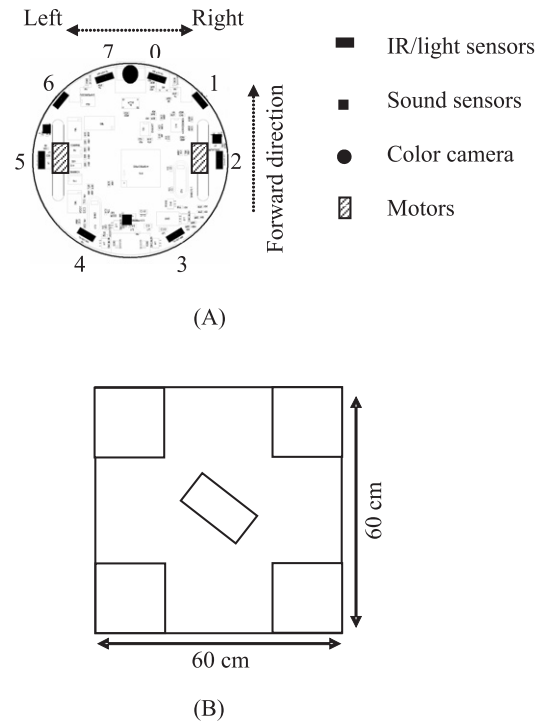 Left Right
7 0
6 1
5 2
4 3
Forward direction
IR/light sensors
Sound sensors
Color camera
Motors
(A)
60 cm
60 cm
(B)